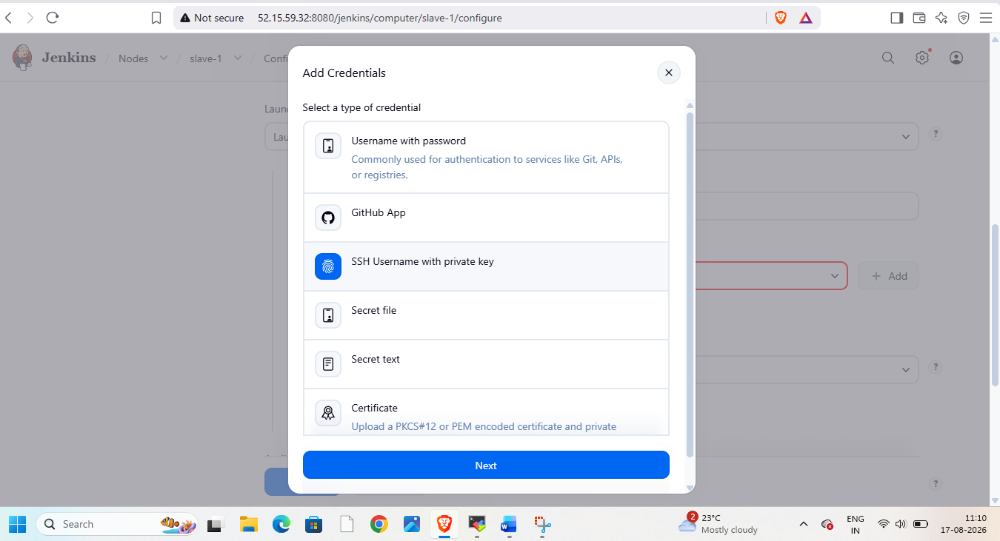 Not secure 52.15.59.32:8080/jenkins/computer/slave-1/configure
Jenkins / Nodes / slave-1 / Confi
Add Credentials
Select a type of credential
Laun
Lau
Username with password
Commonly used for authentication to services like Git, APIs,
or registries.
GitHub App
SSH Username with private key
+ Add
Secret file
Secret text
?
?
?
Certificate
Upload a PKCS#12 or PEM encoded certificate and private
Next
Search
2
23°C
Mostly cloudy
ENG
IN
11:10
17-08-2026